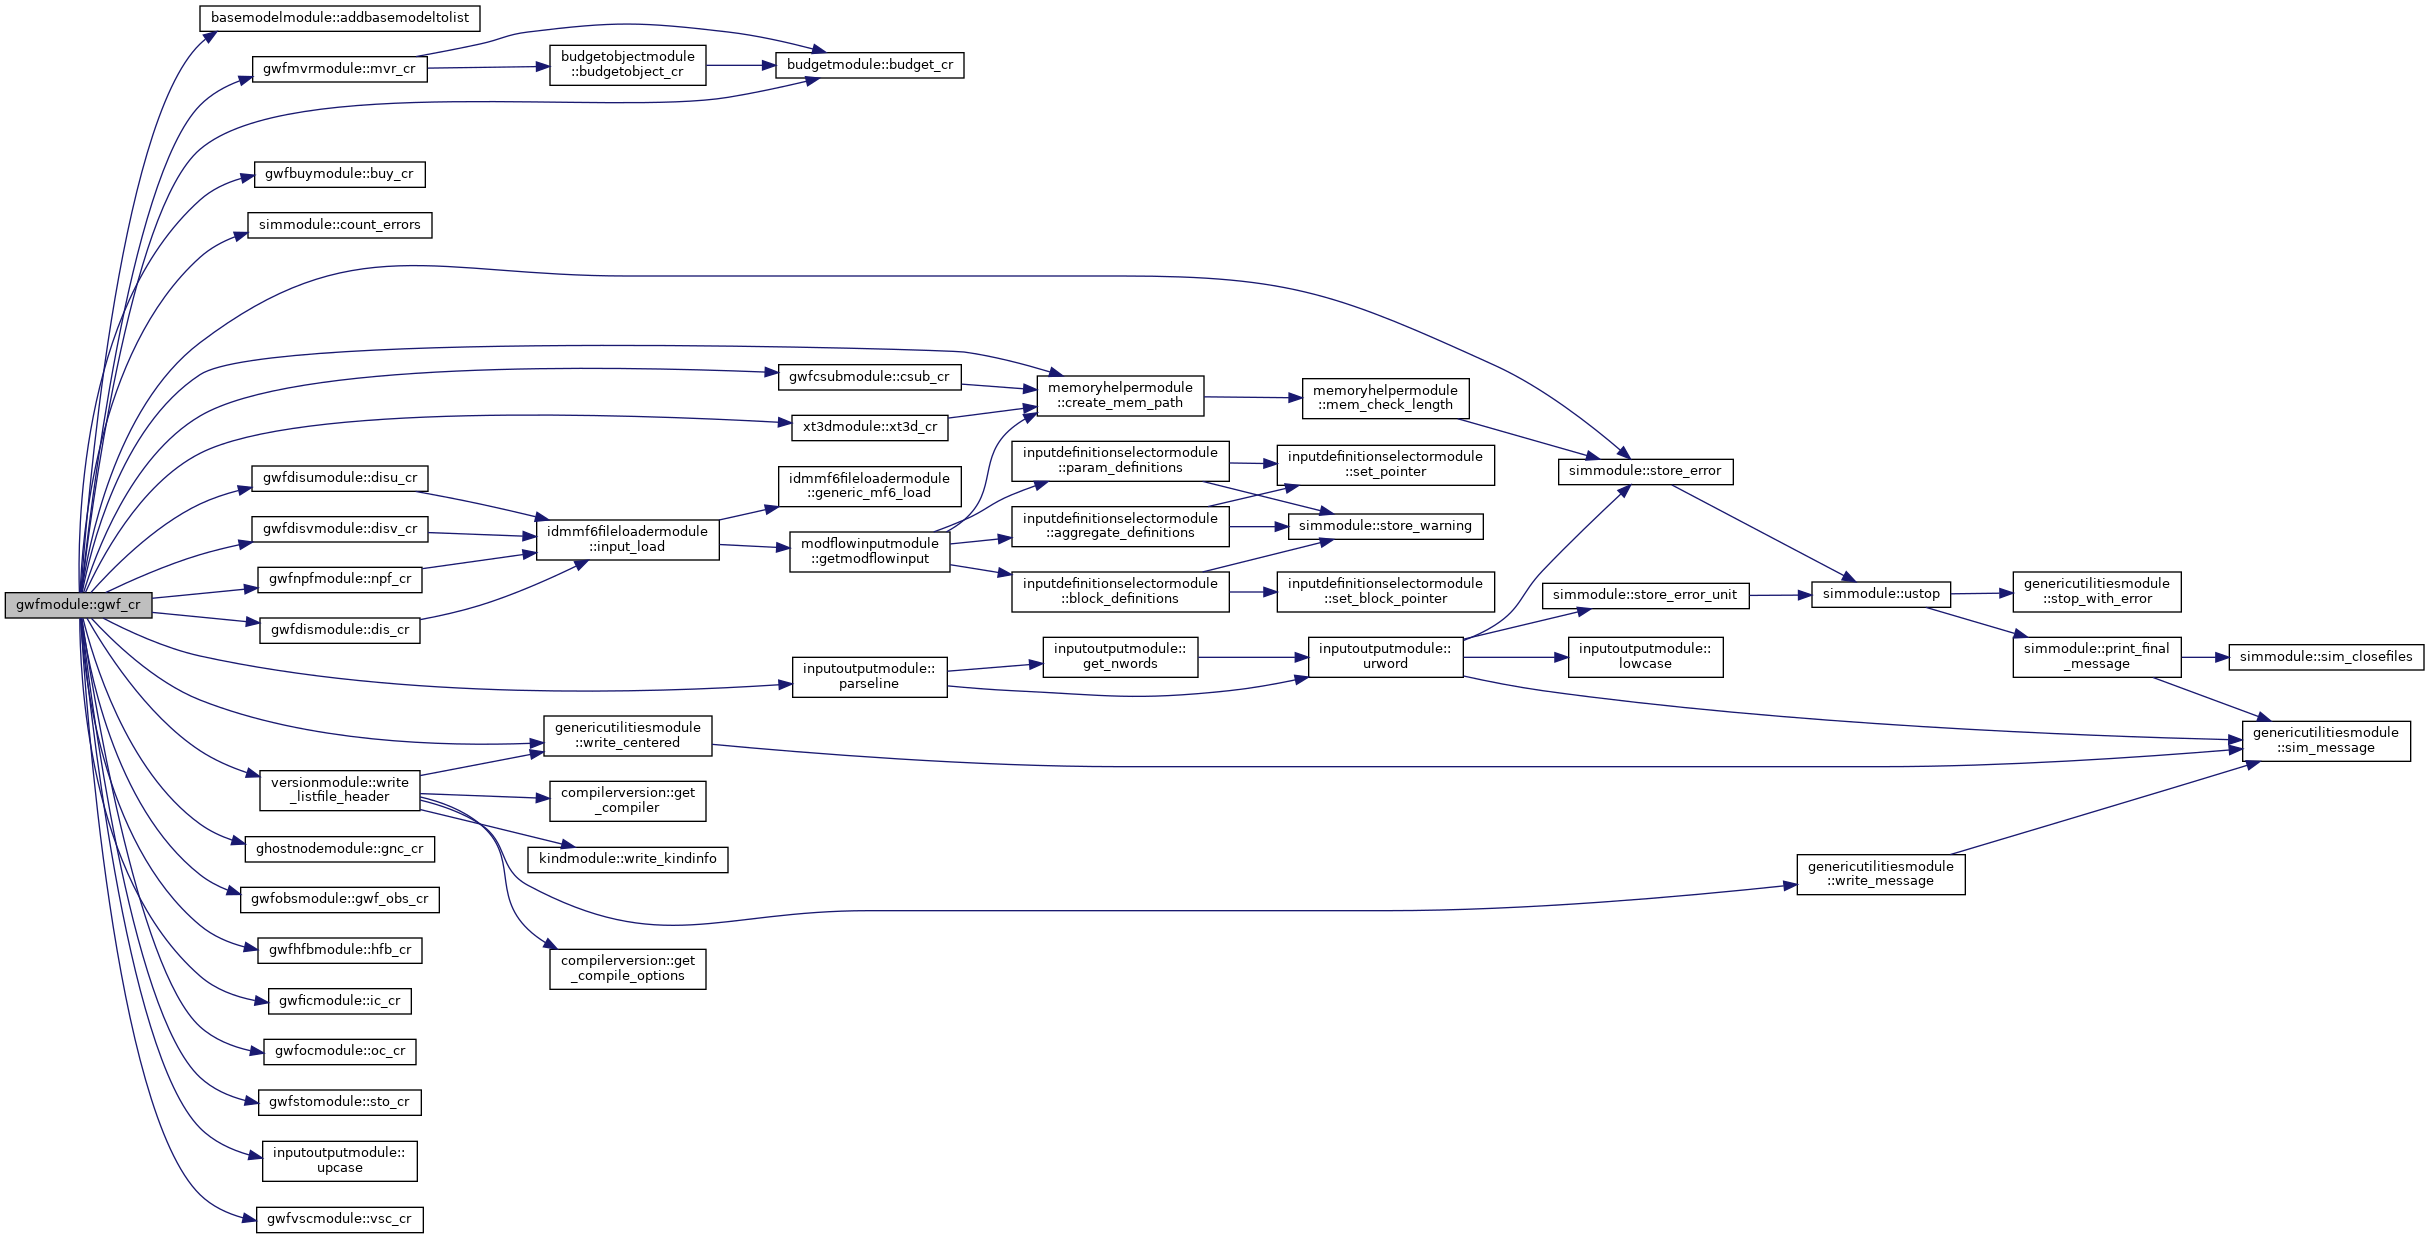 basemodelmodule::addbasemodeltolist
gwfmvrmodule::mvr_cr
budgetobjectmodule
::budgetobject_cr
budgetmodule::budget_cr
gwfbuymodule::buy_cr
simmodule::count_errors
gwfcsubmodule::csub_cr
memoryhelpermodule
::create_mem_path
memoryhelpermodule
::mem_check_length
xt3dmodule::xt3d_cr
inputdefinitionselectormodule
::param_definitions
inputdefinitionselectormodule
::set_pointer
simmodule::store_error
gwfdisumodule::disu_cr
idmmf6fileloadermodule
::generic_mf6_load
gwfdisvmodule::disv_cr
idmmf6fileloadermodule
::input_load
modflowinputmodule
::getmodflowinput
inputdefinitionselectormodule
::aggregate_definitions
simmodule::store_warning
gwfnpfmodule::npf_cr
inputdefinitionselectormodule
::block_definitions
inputdefinitionselectormodule
::set_block_pointer
simmodule::store_error_unit
simmodule::ustop
genericutilitiesmodule
::stop_with_error
gwfmodule::gwf_cr
gwfdismodule::dis_cr
inputoutputmodule::
parseline
inputoutputmodule::
get_nwords
inputoutputmodule::
urword
inputoutputmodule::
lowcase
simmodule::print_final
_message
simmodule::sim_closefiles
genericutilitiesmodule
::write_centered
genericutilitiesmodule
::sim_message
versionmodule::write
_listfile_header
compilerversion::get
_compiler
ghostnodemodule::gnc_cr
kindmodule::write_kindinfo
genericutilitiesmodule
::write_message
gwfobsmodule::gwf_obs_cr
gwfhfbmodule::hfb_cr
compilerversion::get
_compile_options
gwficmodule::ic_cr
gwfocmodule::oc_cr
gwfstomodule::sto_cr
inputoutputmodule::
upcase
gwfvscmodule::vsc_cr